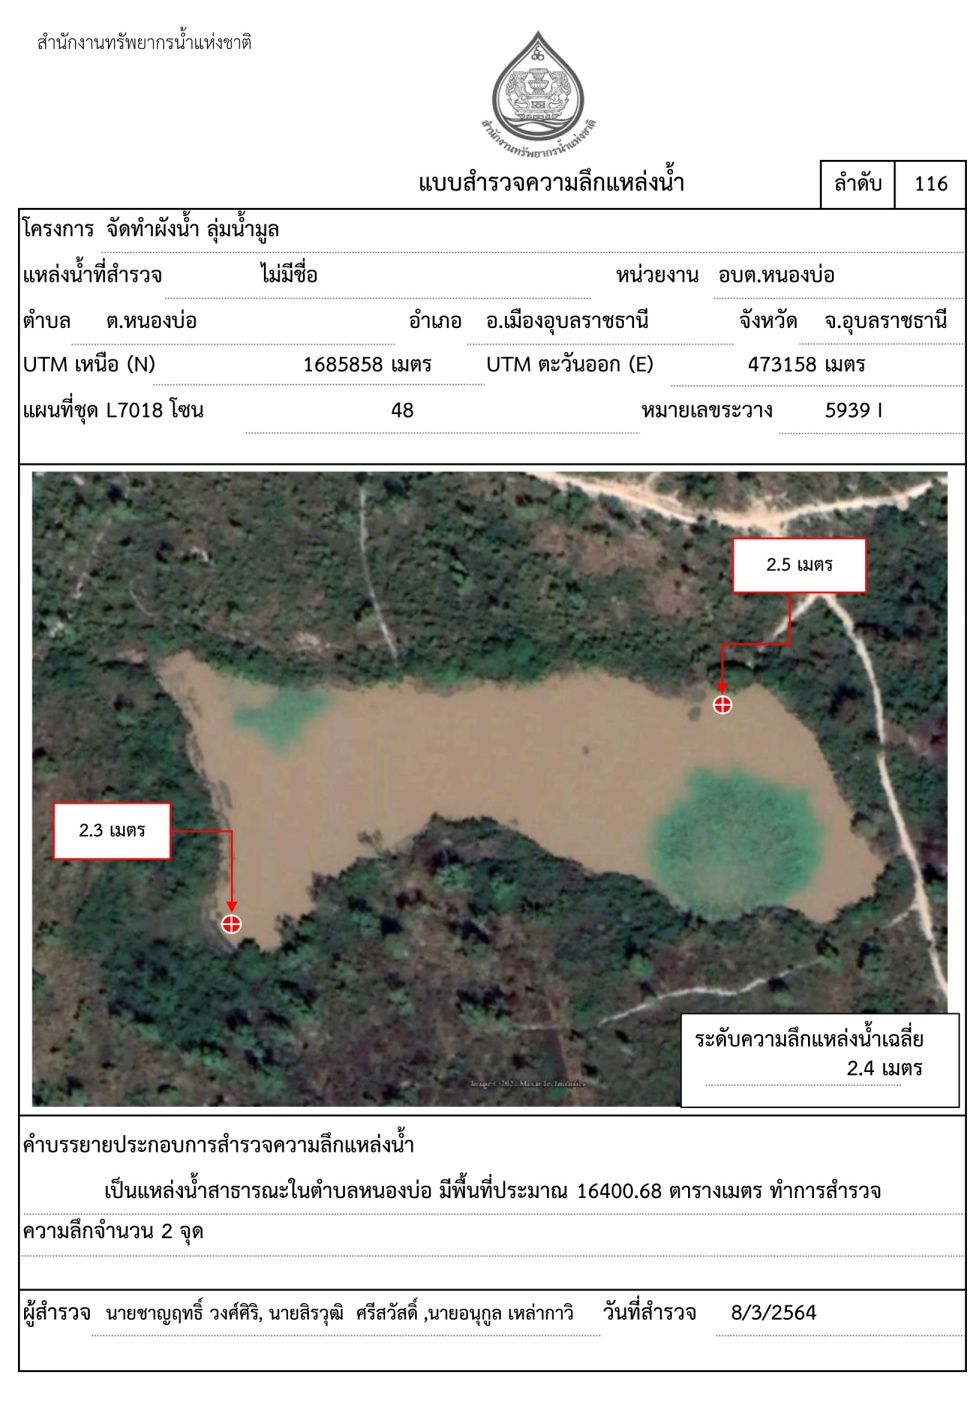 สำนักงานทรัพยากรน้ำแห่งชาติ
สำนักงานทรัพยากรน้ำแห่งชาติ
แบบสำรวจความลึกแหล่งน้ำ
ลำดับ 116
โครงการ จัดทำผังน้ำ ลุ่มน้ำมูล
แหล่งน้ำที่สำรวจ ไม่มีชื่อ หน่วยงาน อบต.หนองบ่อ
ตำบล ต.หนองบ่อ อำเภอ อ.เมืองอุบลราชธานี จังหวัด จ.อุบลราชธานี
UTM เหนือ (N) 1685858 เมตร UTM ตะวันออก (E) 473158 เมตร
แผนที่ชุด L7018 โซน 48 หมายเลขระวาง 5939 I
2.5 เมตร
2.3 เมตร
ระดับความลึกแหล่งน้ำเฉลี่ย
2.4 เมตร
Maxar Technologies
คำบรรยายประกอบการสำรวจความลึกแหล่งน้ำ
เป็นแหล่งน้ำสาธารณะในตำบลหนองบ่อ มีพื้นที่ประมาณ 16400.68 ตารางเมตร ทำการสำรวจ
ความลึกจำนวน 2 จุด
ผู้สำรวจ นายชาญฤทธิ์ วงศ์ศิริ, นายสิรวุฒิ ศรีสวัสดิ์ ,นายอนุกูล เหล่ากาวิ วันที่สำรวจ 8/3/2564